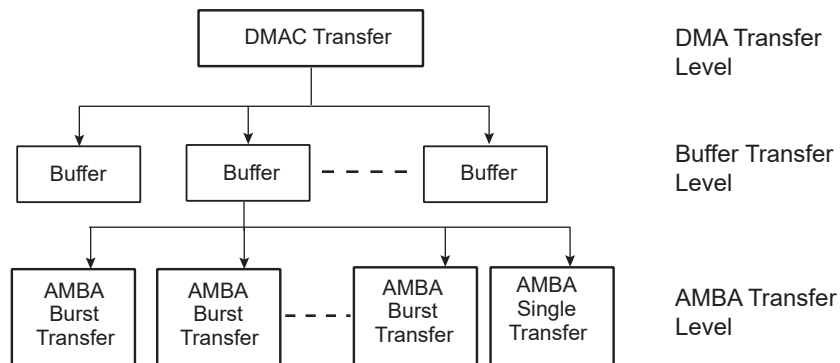 DMAC Transfer
DMA Transfer
Level
Buffer
Buffer
Buffer
Buffer Transfer
Level
AMBA
Burst
Transfer
AMBA
Burst
Transfer
AMBA
Burst
Transfer
AMBA
Single
Transfer
AMBA Transfer
Level